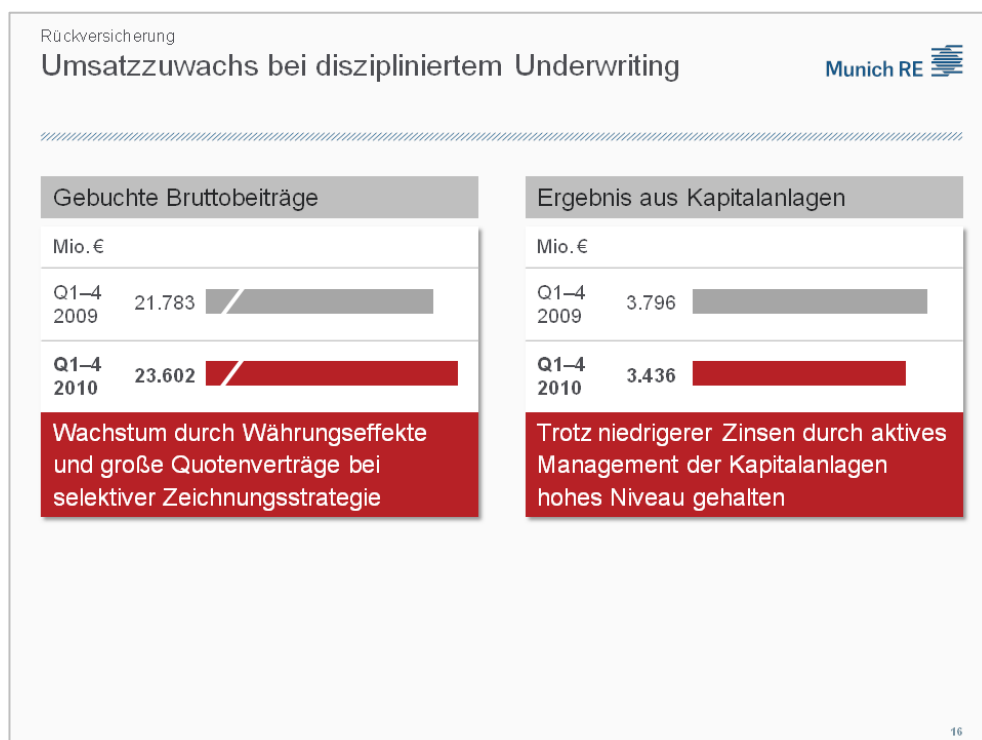 Rückversicherung
Umsatzzuwachs bei diszipliniertem Underwriting
Munich RE
Gebuchte Bruttobeiträge
Mio. €
Q1–4
2009
21.783
Q1–4
2010
23.602
Wachstum durch Währungseffekte
und große Quotenverträge bei
selektiver Zeichnungsstrategie
Ergebnis aus Kapitalanlagen
Mio. €
Q1–4
2009
3.796
Q1–4
2010
3.436
Trotz niedrigerer Zinsen durch aktives
Management der Kapitalanlagen
hohes Niveau gehalten
16